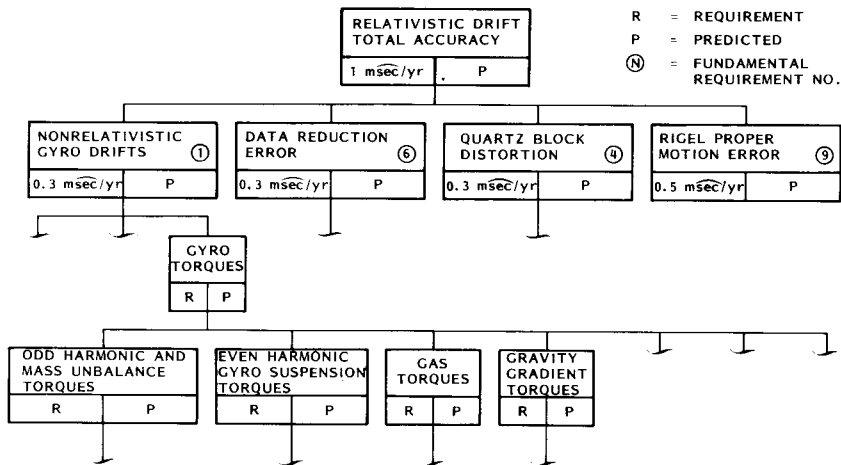 RELATIVISTIC DRIFT
TOTAL ACCURACY
1 msec/yr P
R = REQUIREMENT
P = PREDICTED
Ⓝ = FUNDAMENTAL
REQUIREMENT NO.
NONRELATIVISTIC
GYRO DRIFTS ①
0.3 msec/yr P
DATA REDUCTION
ERROR ⑥
0.3 msec/yr P
QUARTZ BLOCK
DISTORTION ④
0.3 msec/yr P
RIGEL PROPER
MOTION ERROR ⑨
0.5 msec/yr P
GYRO
TORQUES
R P
ODD HARMONIC AND
MASS UNBALANCE
TORQUES
R P
EVEN HARMONIC
GYRO SUSPENSION
TORQUES
R P
GAS
TORQUES
R P
GRAVITY
GRADIENT
TORQUES
R P